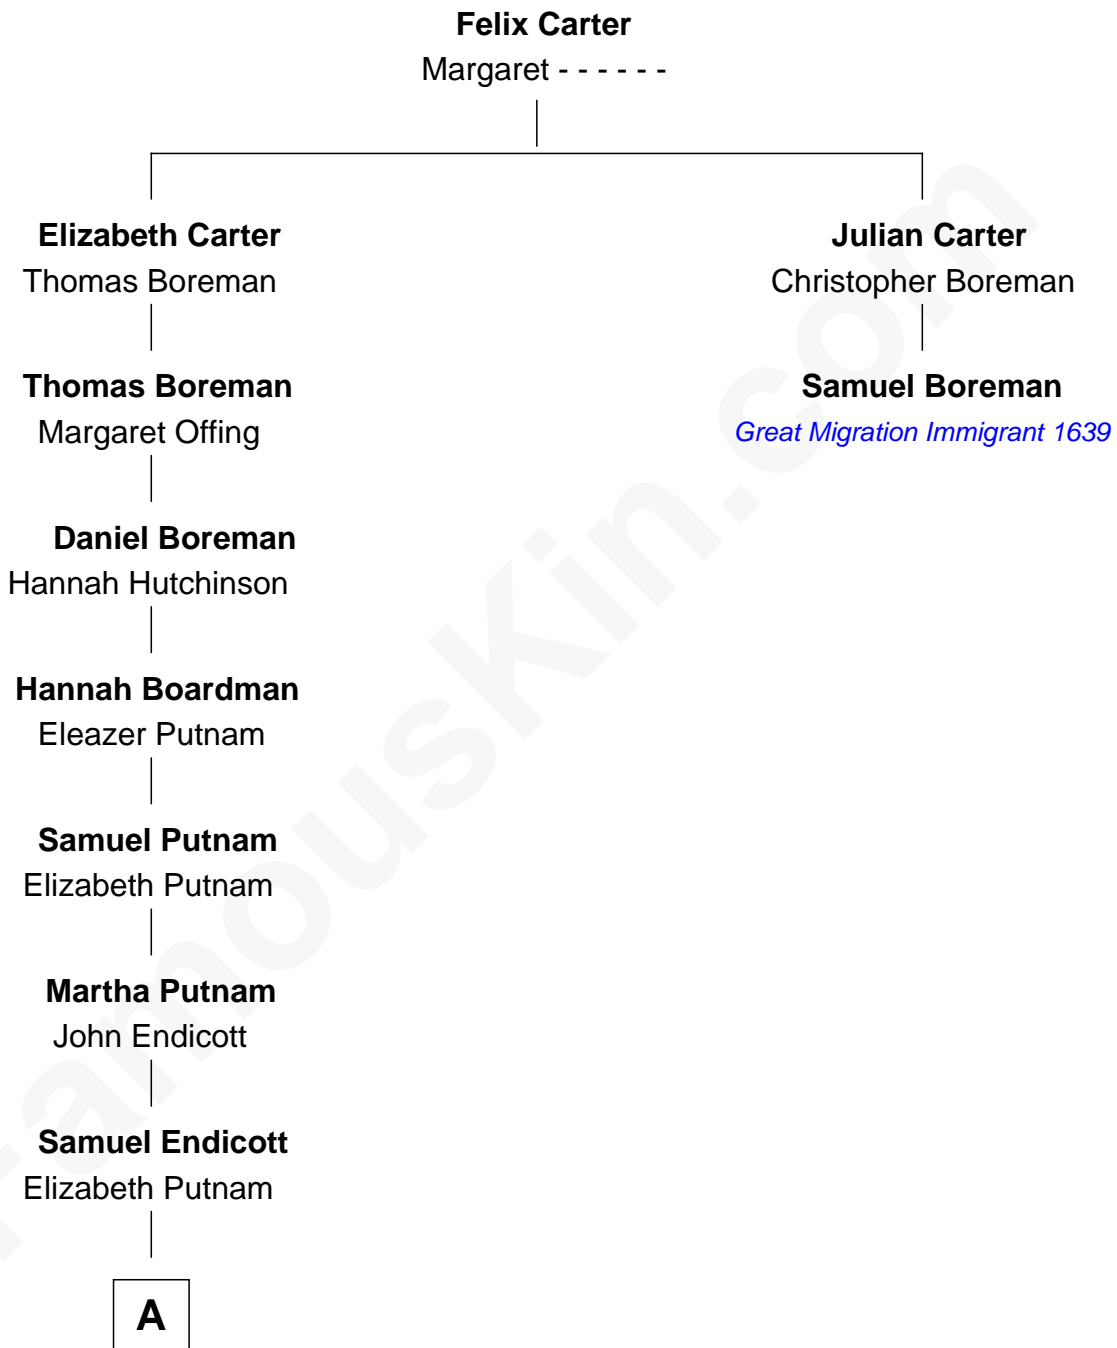 Felix Carter
Margaret - - - - - -
Elizabeth Carter
Thomas Boreman
Julian Carter
Christopher Boreman
Thomas Boreman
Margaret Offing
Samuel Boreman
Great Migration Immigrant 1639
Daniel Boreman
Hannah Hutchinson
Hannah Boardman
Eleazer Putnam
Samuel Putnam
Elizabeth Putnam
Martha Putnam
John Endicott
Samuel Endicott
Elizabeth Putnam
A
FamousKin.com